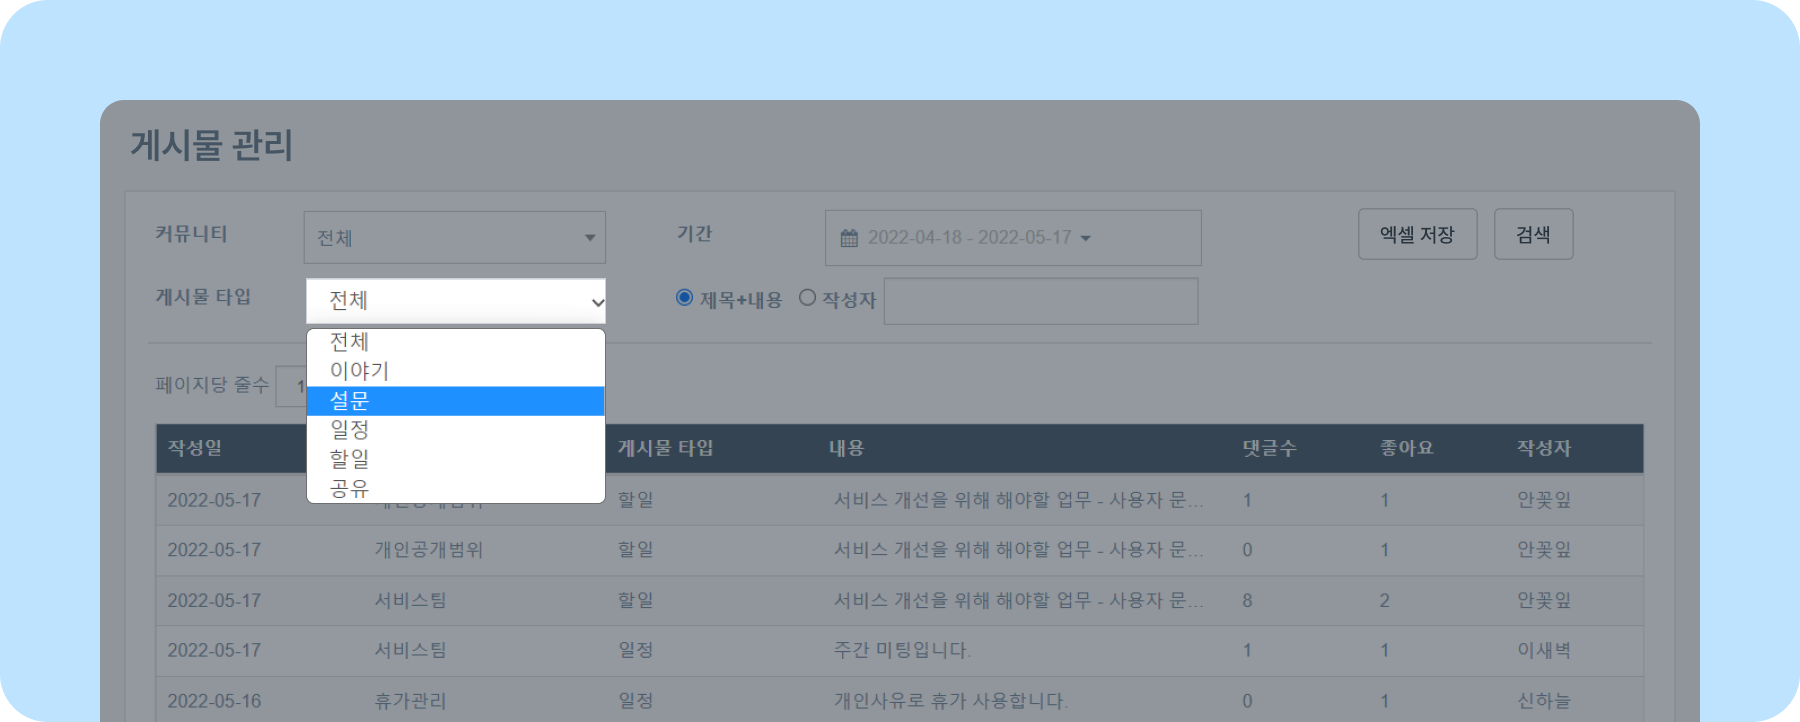 게시물 관리
커뮤니티 전체 기간 2022-04-18 - 2022-05-17 엑셀 저장 검색
게시물 타입 전체 제목+내용 작성자
전체
이야기
설문
일정
할일
공유
페이지당 줄수 1
작성일 게시물 타입 내용 댓글수 좋아요 작성자
2022-05-17 할일 서비스 개선을 위해 해야할 업무 - 사용자 문... 1 1 안꽃잎
2022-05-17 개인공개범위 할일 서비스 개선을 위해 해야할 업무 - 사용자 문... 0 1 안꽃잎
2022-05-17 서비스팀 할일 서비스 개선을 위해 해야할 업무 - 사용자 문... 8 2 안꽃잎
2022-05-17 서비스팀 일정 주간 미팅입니다. 1 1 이새벽
2022-05-16 휴가관리 일정 개인사유로 휴가 사용합니다. 0 1 신하늘